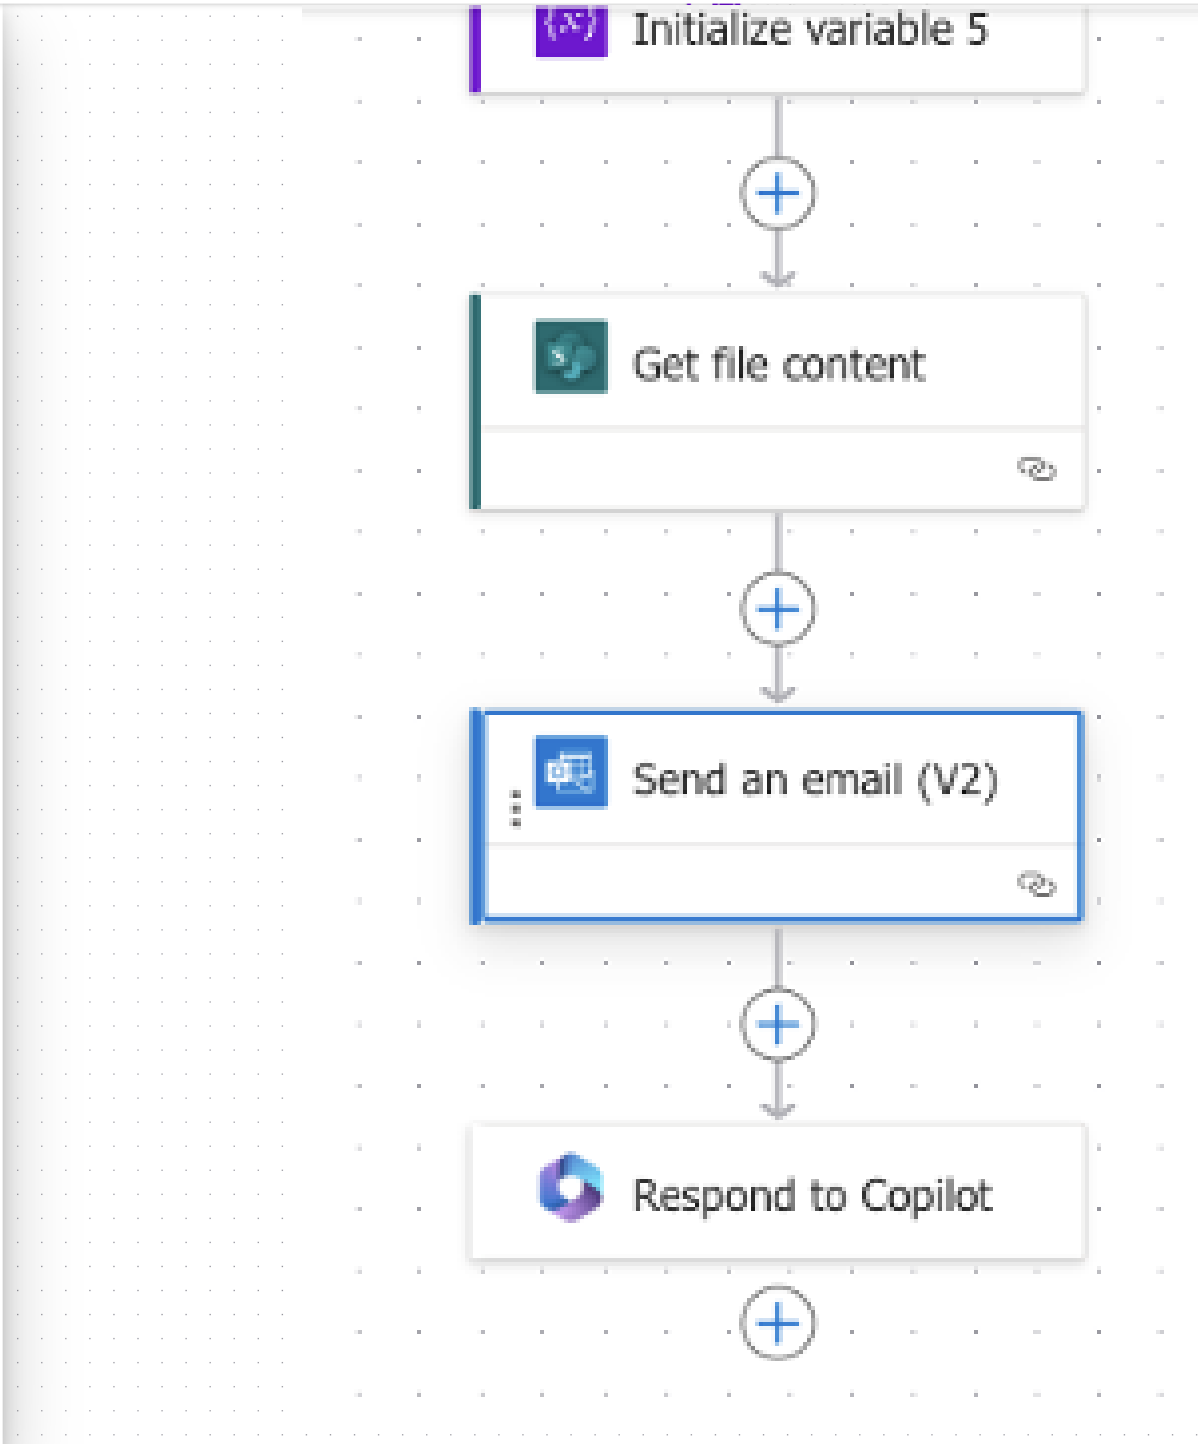 Initialize variable 5
Get file content
Send an email (V2)
Respond to Copilot